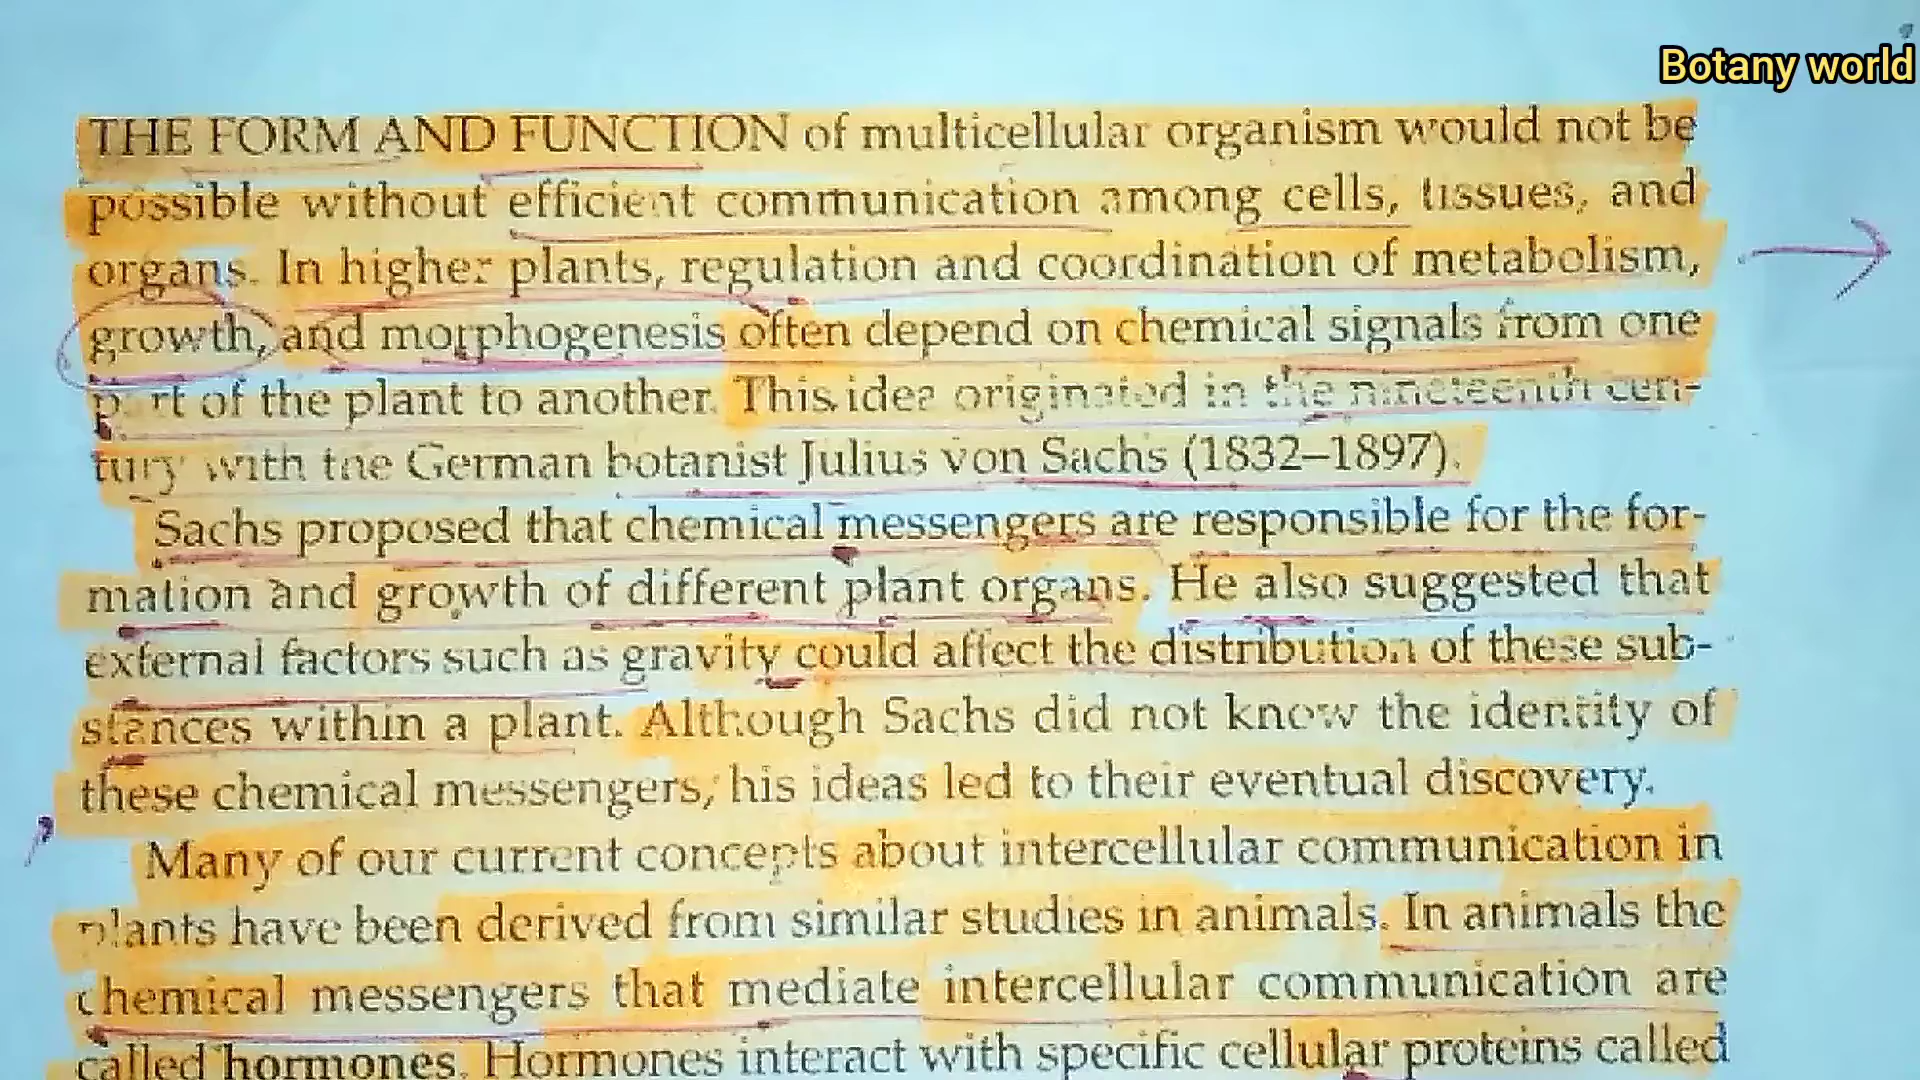 Botany world
THE FORM AND FUNCTION of multicellular organism would not be
possible without efficient communication among cells, tissues, and
organs. In higher plants, regulation and coordination of metabolism,
growth, and morphogenesis often depend on chemical signals from one
part of the plant to another. This idea originated in the nineteenth cen-
tury with the German botanist Julius von Sachs (1832–1897).
Sachs proposed that chemical messengers are responsible for the for-
mation and growth of different plant organs. He also suggested that
external factors such as gravity could affect the distribution of these sub-
stances within a plant. Although Sachs did not know the identity of
these chemical messengers, his ideas led to their eventual discovery.
Many of our current concepts about intercellular communication in
plants have been derived from similar studies in animals. In animals the
chemical messengers that mediate intercellular communication are
called hormones. Hormones interact with specific cellular proteins called